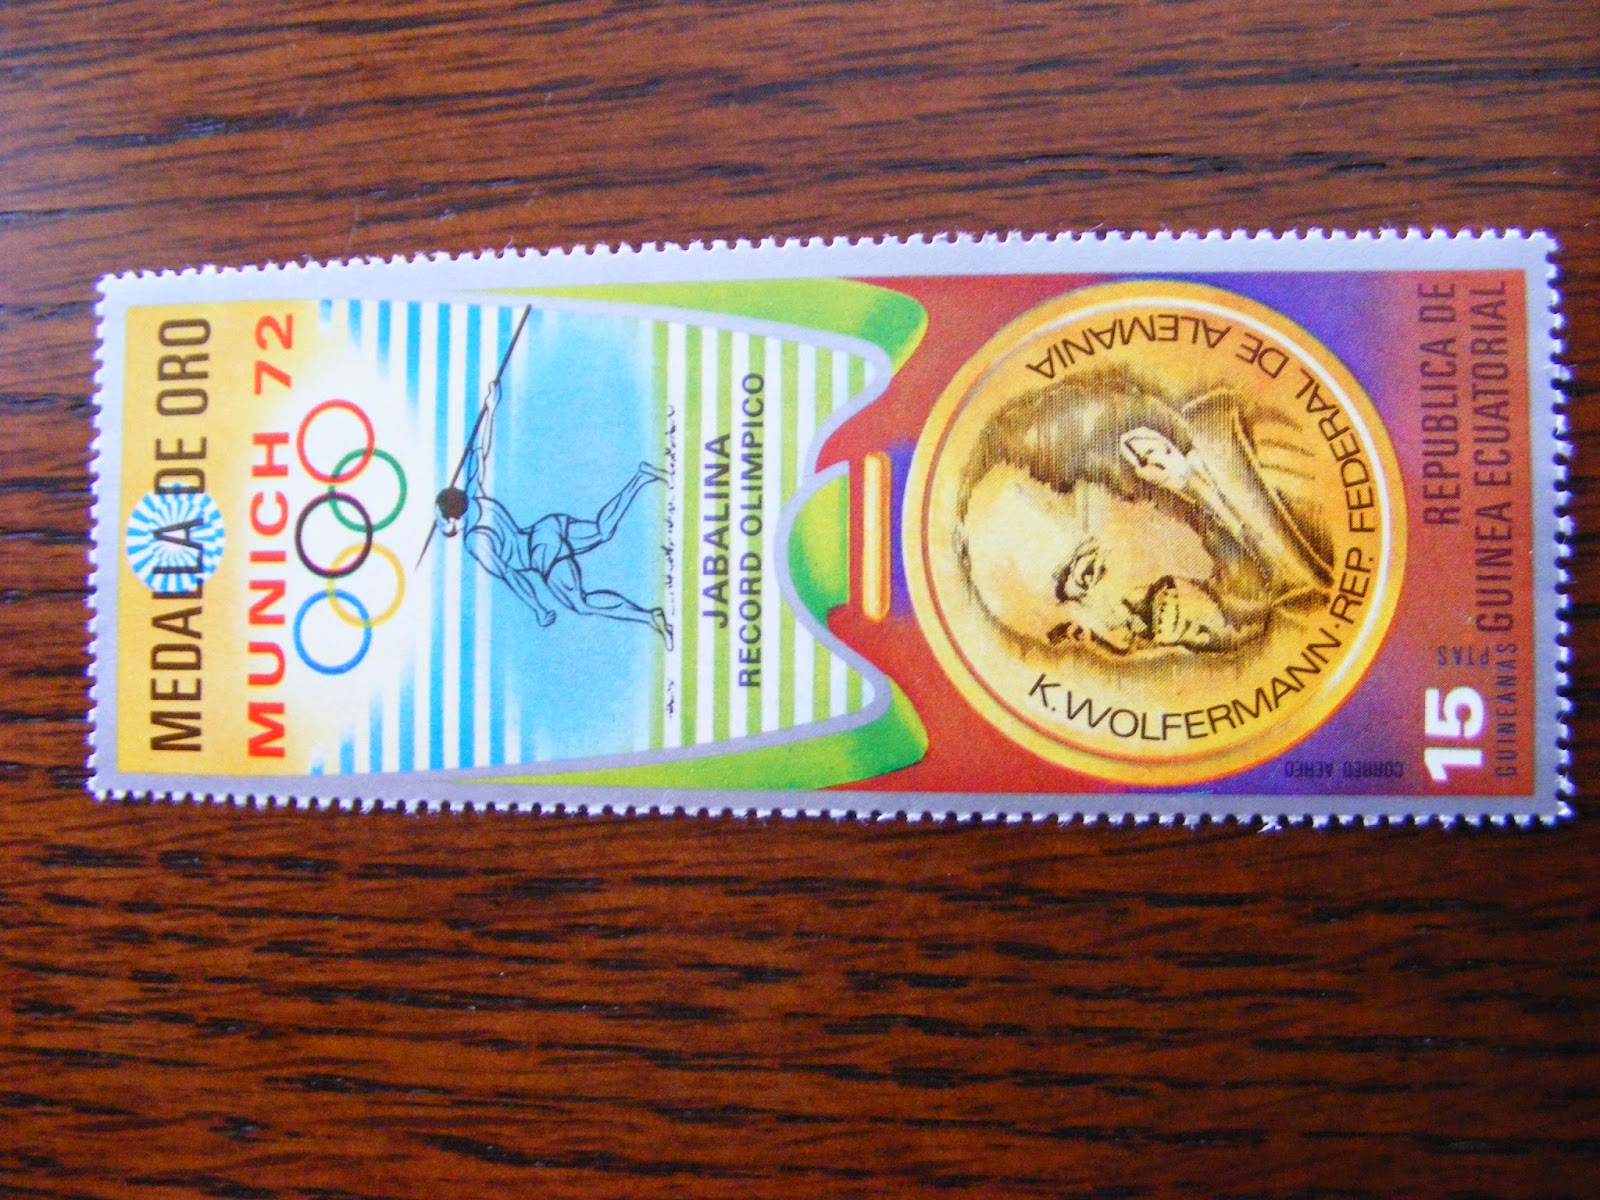 MEDALLA DE ORO
MUNICH 72
JABALINA
RECORD OLIMPICO
K. WOLFERMANN·REP. FEDERAL DE ALEMANIA
CORREO AEREO
REPUBLICA DE
GUINEA ECUATORIAL
15 PTAS.
GUINEANAS